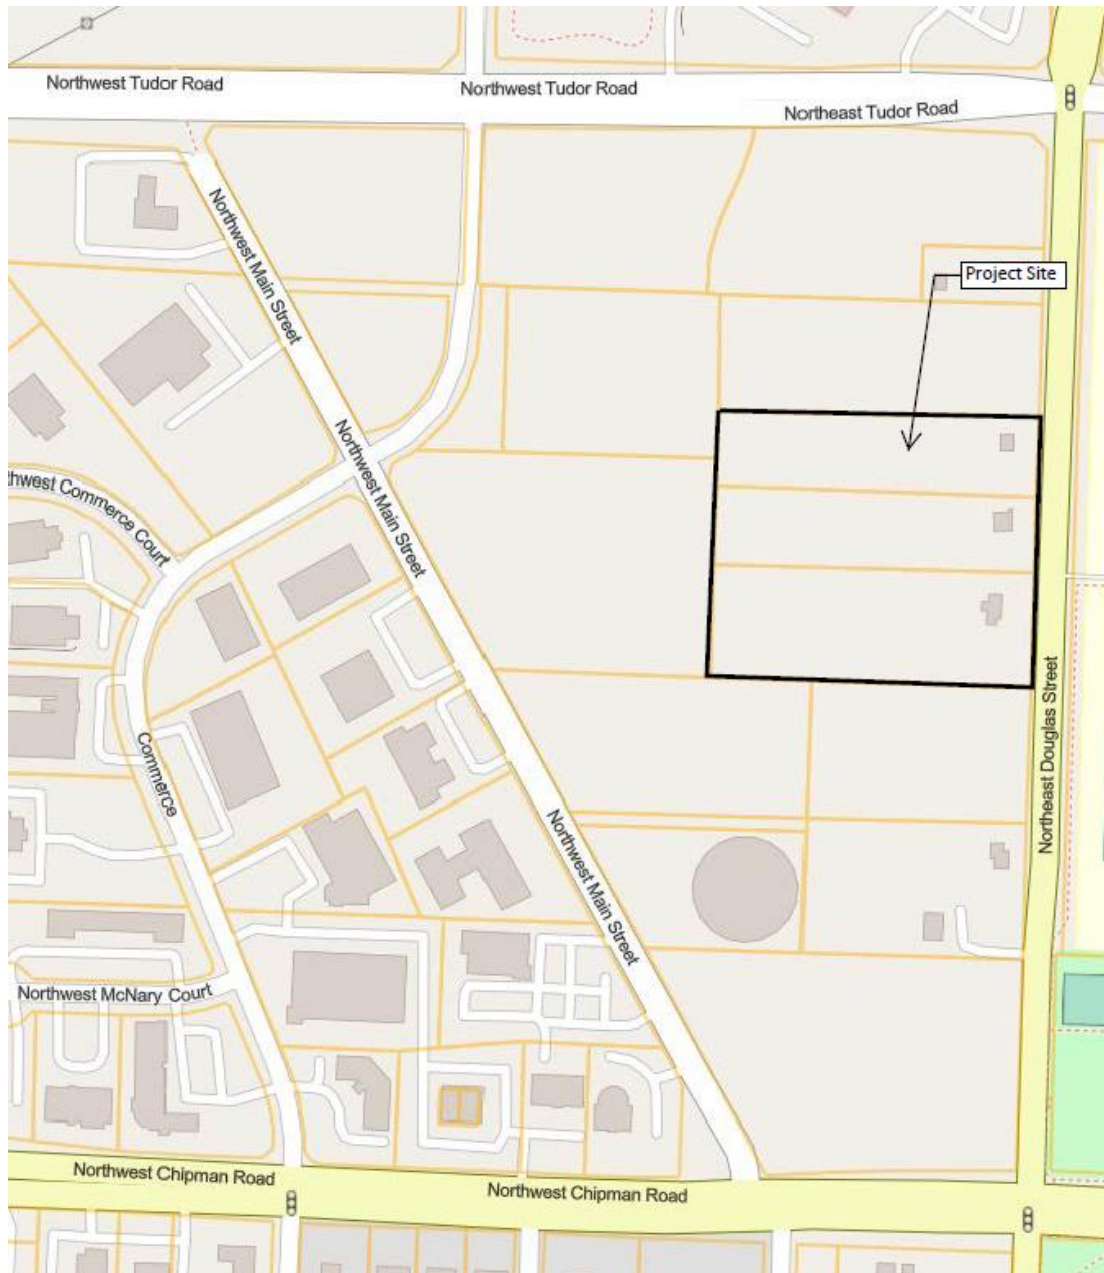 Northwest Tudor Road
Northwest Tudor Road
Northeast Tudor Road
Northwest Main Street
Project Site
Northwest Main Street
thwest Commerce Court
Northeast Douglas Street
Commerce
Northwest Main Street
Northwest McNary Court
Northwest Chipman Road
Northwest Chipman Road